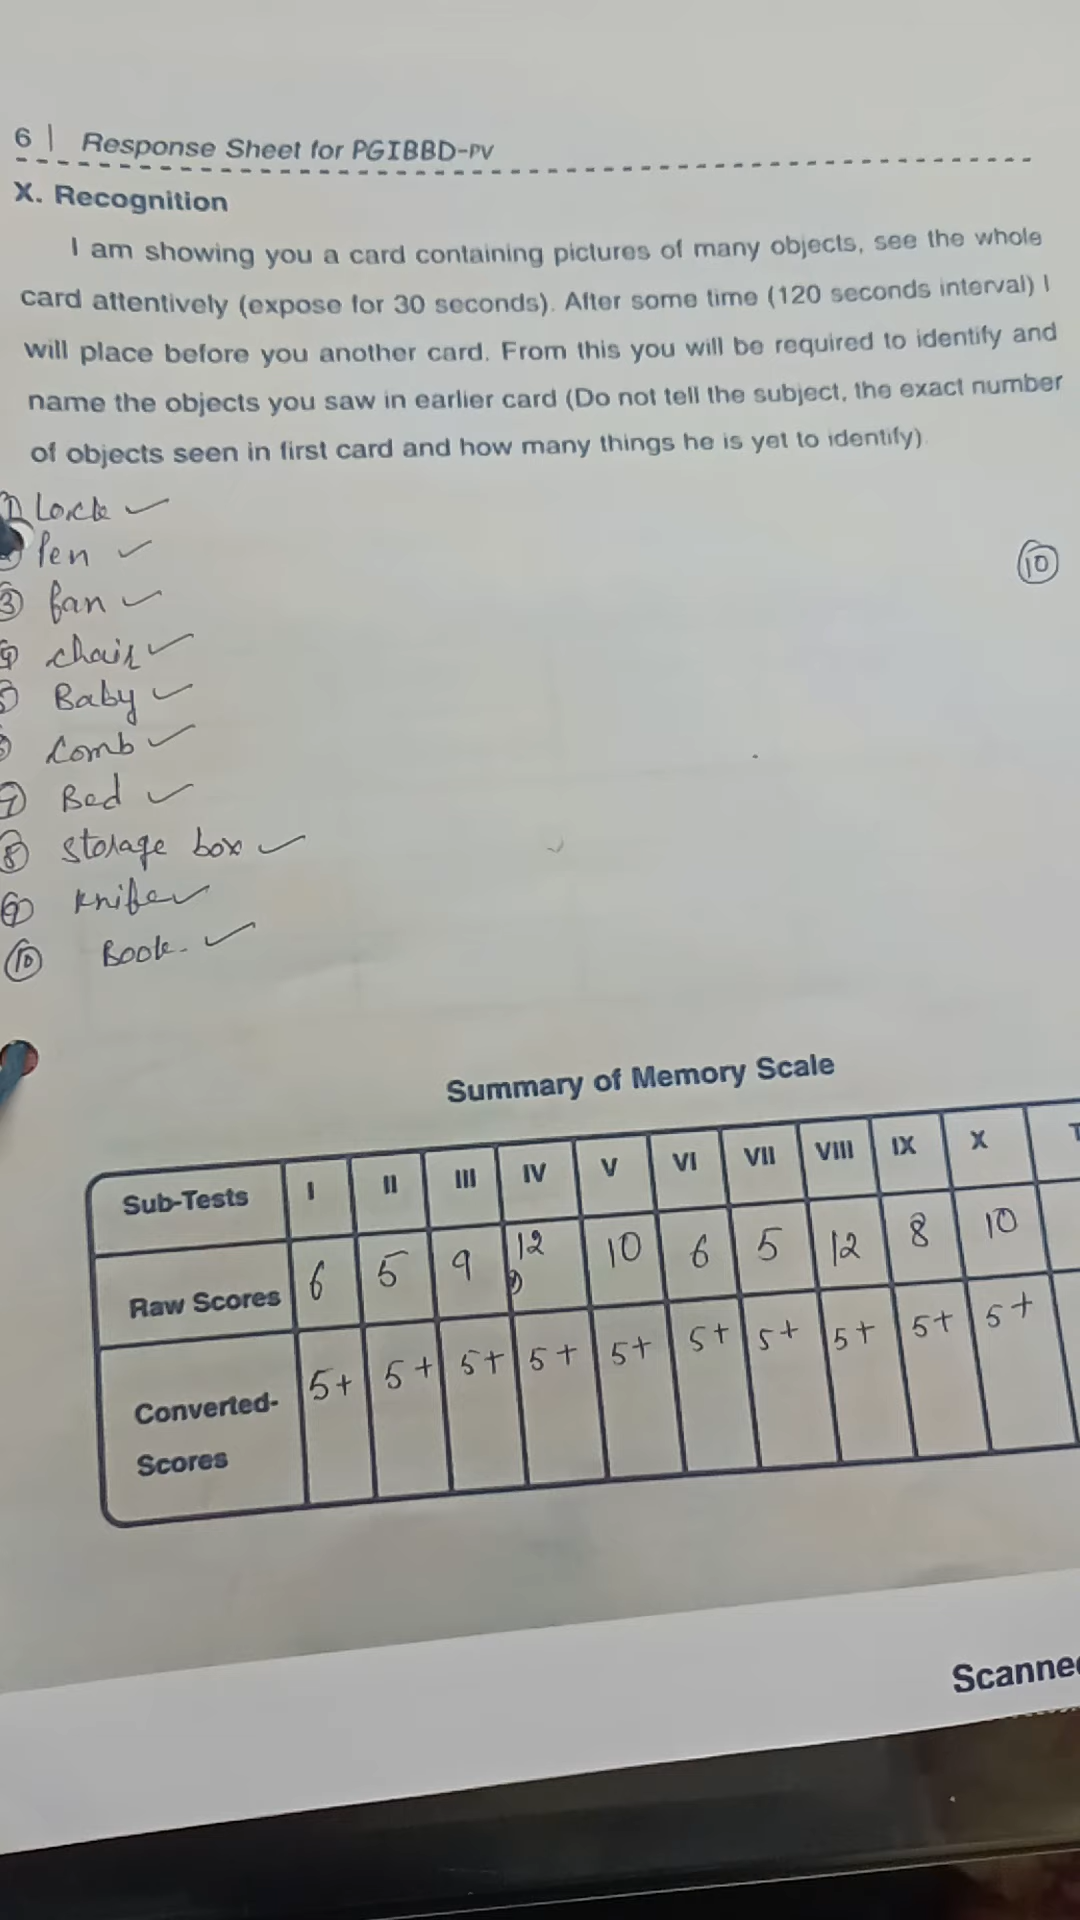 6 | Response Sheet for PGIBBD-PV
X. Recognition
I am showing you a card containing pictures of many objects, see the whole
card attentively (expose for 30 seconds). After some time (120 seconds interval) I
will place before you another card. From this you will be required to identify and
name the objects you saw in earlier card (Do not tell the subject, the exact number
of objects seen in first card and how many things he is yet to identify).
① Lock ✓
Pen ✓
10
③ fan ✓
④ chair ✓
Baby ✓
Comb ✓
⑦ Bed ✓
⑧ storage box ✓
⑨ knife ✓
⑩ Book. ✓
Summary of Memory Scale
Sub-Tests I II III IV V VI VII VIII IX X T
Raw Scores 6 5 9 12 10 6 5 12 8 10
Converted- 5+ 5+ 5+ 5+ 5+ 5+ 5+ 5+ 5+ 5+
Scores
Scanned